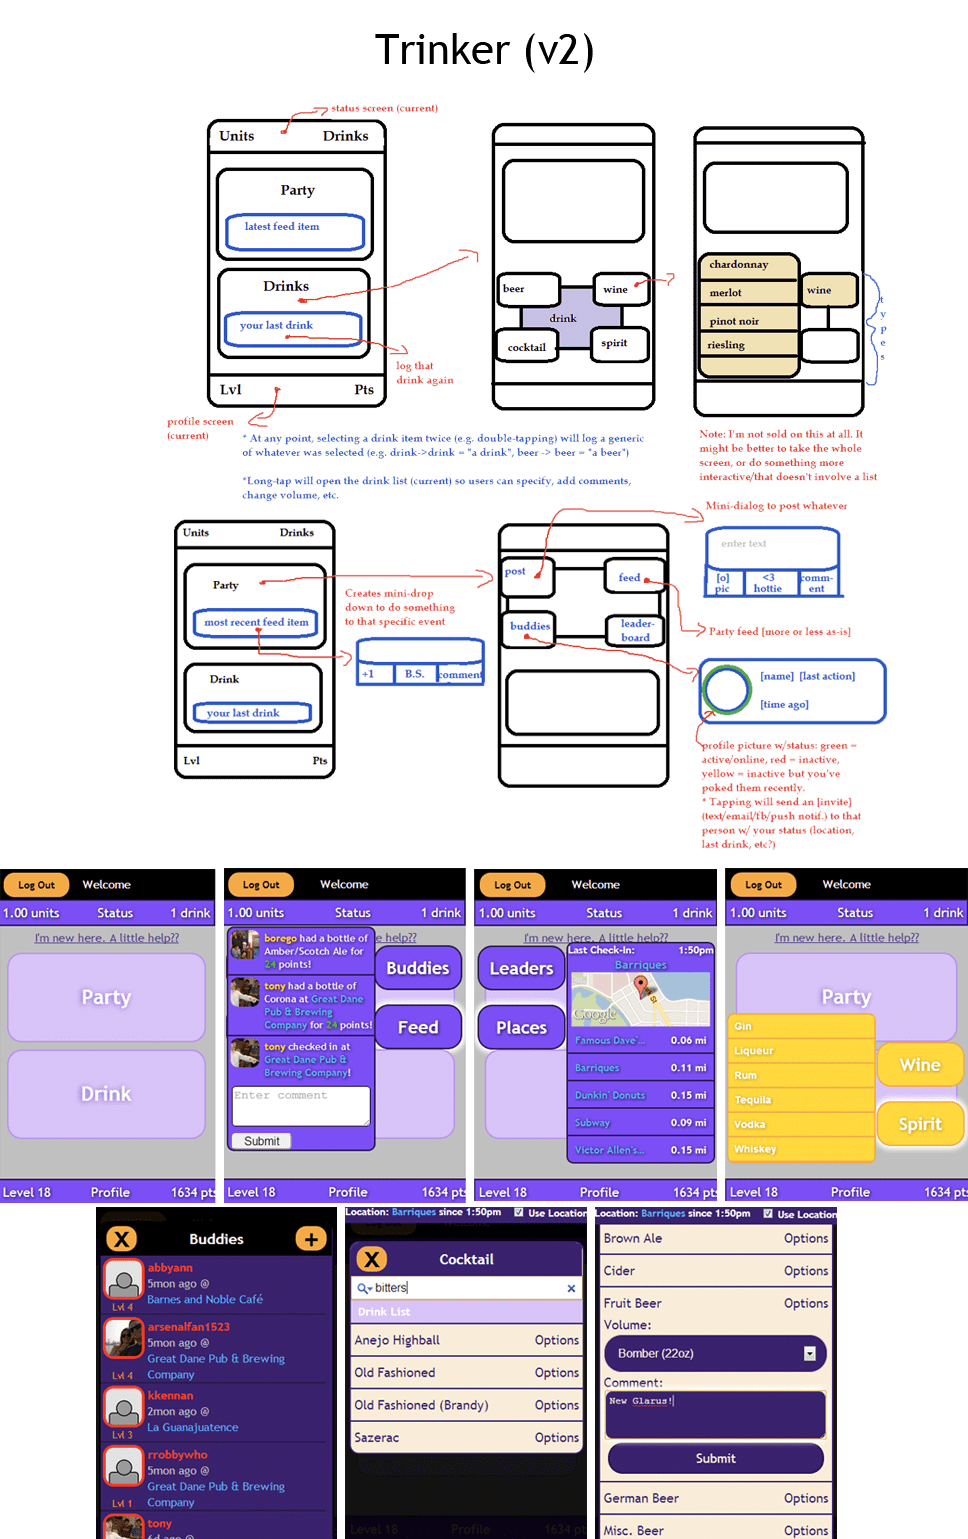 Trinker (v2)
status screen (current)
Units Drinks
Party
latest feed item
Drinks
your last drink
log that
drink again
Lvl Pts
profile screen
(current)
beer wine
drink
cocktail spirit
chardonnay
merlot wine
pinot noir
riesling
types
* At any point, selecting a drink item twice (e.g. double-tapping) will log a generic
of whatever was selected (e.g. drink->drink = "a drink", beer -> beer = "a beer")
*Long-tap will open the drink list (current) so users can specify, add comments,
change volume, etc.
Note: I'm not sold on this at all. It
might be better to take the whole
screen, or do something more
interactive/that doesn't involve a list
Units Drinks
Party
most recent feed item
Drink
your last drink
Lvl Pts
Creates mini-drop
down to do something
to that specific event
+1 B.S. comment
post feed
buddies leader-
board
Mini-dialog to post whatever
enter text
[o] <3 comm-
pic hottie ent
Party feed [more or less as-is]
[name] [last action]
[time ago]
profile picture w/status: green =
active/online, red = inactive,
yellow = inactive but you've
poked them recently.
* Tapping will send an [invite]
(text/email/fb/push notif.) to that
person w/ your status (location,
last drink, etc?)
Log Out Welcome
1.00 units Status 1 drink
I'm new here. A little help??
Party
Drink
Level 18 Profile 1634 pts
Log Out Welcome
1.00 units Status 1 drink
e help??
borego had a bottle of
Amber/Scotch Ale for
24 points!
tony had a bottle of
Corona at Great Dane
Pub & Brewing
Company for 24 points!
tony checked in at
Great Dane Pub &
Brewing Company!
Enter comment
Submit
Buddies
Feed
Level 18 Profile 1634 pts
Log Out Welcome
1.00 units Status 1 drink
I'm new here. A little help??
Leaders
Places
Last Check-In: 1:50pm
Barriques
Google
Famous Dave'... 0.06 mi
Barriques 0.11 mi
Dunkin' Donuts 0.15 mi
Subway 0.09 mi
Victor Allen's... 0.15 mi
Level 18 Profile 1634 pts
Log Out Welcome
1.00 units Status 1 drink
I'm new here. A little help??
Party
Gin
Liqueur
Rum
Tequila
Vodka
Whiskey
Wine
Spirit
Level 18 Profile 1634 pts
X Buddies +
abbyann
5mon ago @
Barnes and Noble Café
Lvl 4
arsenalfan1523
5mon ago @
Great Dane Pub & Brewing
Company
Lvl 4
kkennan
2mon ago @
La Guanajuatence
Lvl 3
rrobbywho
5mon ago @
Great Dane Pub & Brewing
Company
Lvl 1
tony
6d ago @
Location: Barriques since 1:50pm Use Location
Log Out Welcome
X Cocktail
bitters
Drink List
Anejo Highball Options
Old Fashioned Options
Old Fashioned (Brandy) Options
Sazerac Options
Level 18 Profile 1634 pt
ocation: Barriques since 1:50pm Use Location
Brown Ale Options
Cider Options
Fruit Beer Options
Volume:
Bomber (22oz)
Comment:
New Glarus!
Submit
German Beer Options
Misc. Beer Options